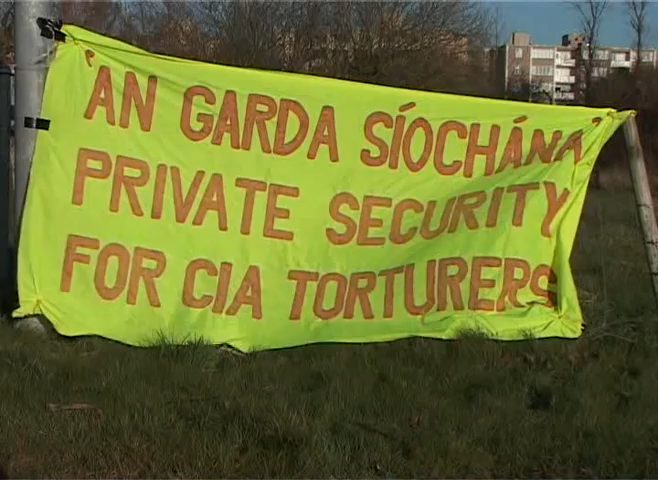 'AN GARDA SÍOCHÁNA'
PRIVATE SECURITY
FOR CIA TORTURERS